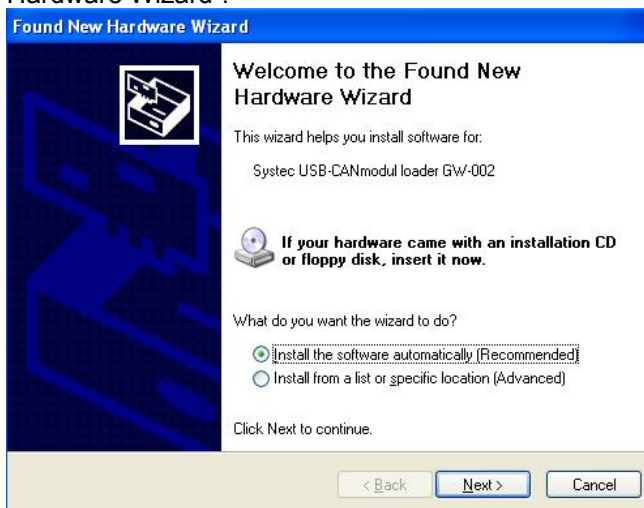 Hardware Wizard".
Found New Hardware Wizard
Welcome to the Found New
Hardware Wizard
This wizard helps you install software for:
Systec USB-CANmodul loader GW-002
If your hardware came with an installation CD
or floppy disk, insert it now.
What do you want the wizard to do?
Install the software automatically (Recommended)
Install from a list or specific location (Advanced)
Click Next to continue.
< Back Next > Cancel